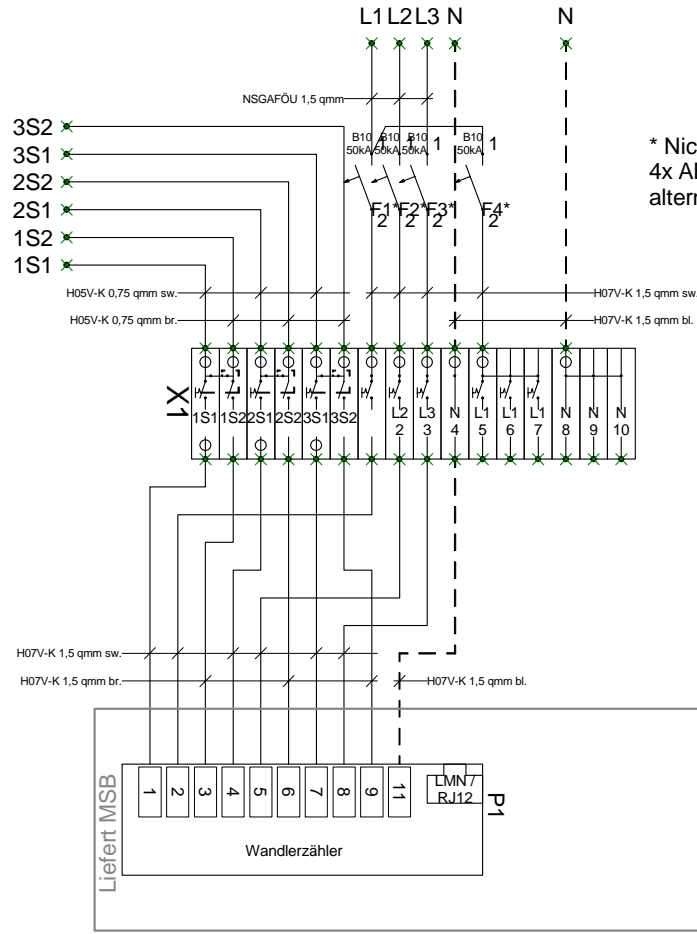 L1 L2 L3 N N
NSGAFÖU 1,5 qmm
3S2
3S1
2S2
2S1
1S2
1S1
B10 B10 B10 B10
50kA 50kA 50kA 50kA
1 1 1 1
F1* F2* F3* F4*
2 2 2 2
* Nic
4x Al
altern
H05V-K 0,75 qmm sw.
H07V-K 1,5 qmm sw.
H05V-K 0,75 qmm br.
H07V-K 1,5 qmm bl.
X1
1S1 1S2 2S1 2S2 3S1 3S2 L2 L3 N L1 L1 L1 N N N
2 3 4 5 6 7 8 9 10
H07V-K 1,5 qmm sw.
H07V-K 1,5 qmm br.
H07V-K 1,5 qmm bl.
Liefert MSB
1 2 3 4 5 6 7 8 9 11
LMN /
RJ12
P1
Wandlerzähler